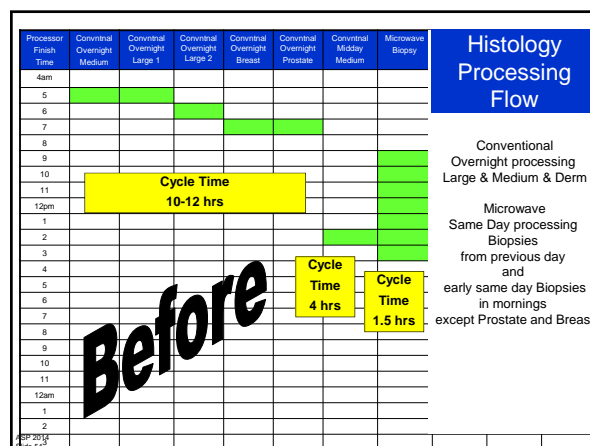 Processor Finish Time
Convntnal Overnight Medium
Convntnal Overnight Large 1
Convntnal Overnight Large 2
Convntnal Overnight Breast
Convntnal Overnight Prostate
Convntnal Midday Medium
Microwave Biopsy
4am
5
6
7
8
9
10
11
12pm
1
2
3
4
5
6
7
8
9
10
11
12am
1
2
3
Cycle Time
10-12 hrs
Cycle
Time
4 hrs
Cycle
Time
1.5 hrs
Before
Histology
Processing
Flow
Conventional
Overnight processing
Large & Medium & Derm
Microwave
Same Day processing
Biopsies
from previous day
and
early same day Biopsies
in mornings
except Prostate and Breas
ASP 2014